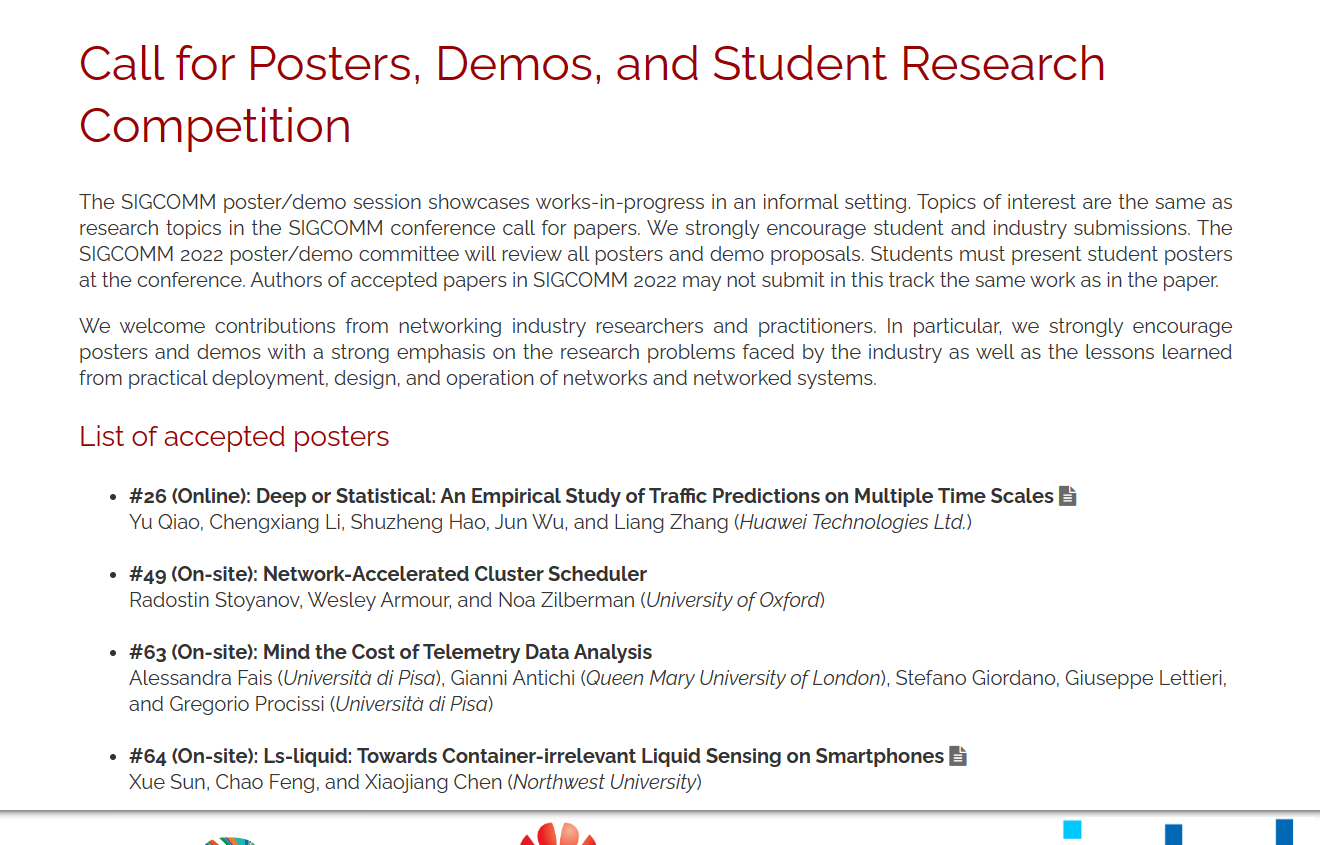 Call for Posters, Demos, and Student Research
Competition
The SIGCOMM poster/demo session showcases works-in-progress in an informal setting. Topics of interest are the same as
research topics in the SIGCOMM conference call for papers. We strongly encourage student and industry submissions. The
SIGCOMM 2022 poster/demo committee will review all posters and demo proposals. Students must present student posters
at the conference. Authors of accepted papers in SIGCOMM 2022 may not submit in this track the same work as in the paper.
We welcome contributions from networking industry researchers and practitioners. In particular, we strongly encourage
posters and demos with a strong emphasis on the research problems faced by the industry as well as the lessons learned
from practical deployment, design, and operation of networks and networked systems.
List of accepted posters
• #26 (Online): Deep or Statistical: An Empirical Study of Traffic Predictions on Multiple Time Scales
Yu Qiao, Chengxiang Li, Shuzheng Hao, Jun Wu, and Liang Zhang (Huawei Technologies Ltd.)
• #49 (On-site): Network-Accelerated Cluster Scheduler
Radostin Stoyanov, Wesley Armour, and Noa Zilberman (University of Oxford)
• #63 (On-site): Mind the Cost of Telemetry Data Analysis
Alessandra Fais (Università di Pisa), Gianni Antichi (Queen Mary University of London), Stefano Giordano, Giuseppe Lettieri,
and Gregorio Procissi (Università di Pisa)
• #64 (On-site): Ls-liquid: Towards Container-irrelevant Liquid Sensing on Smartphones
Xue Sun, Chao Feng, and Xiaojiang Chen (Northwest University)